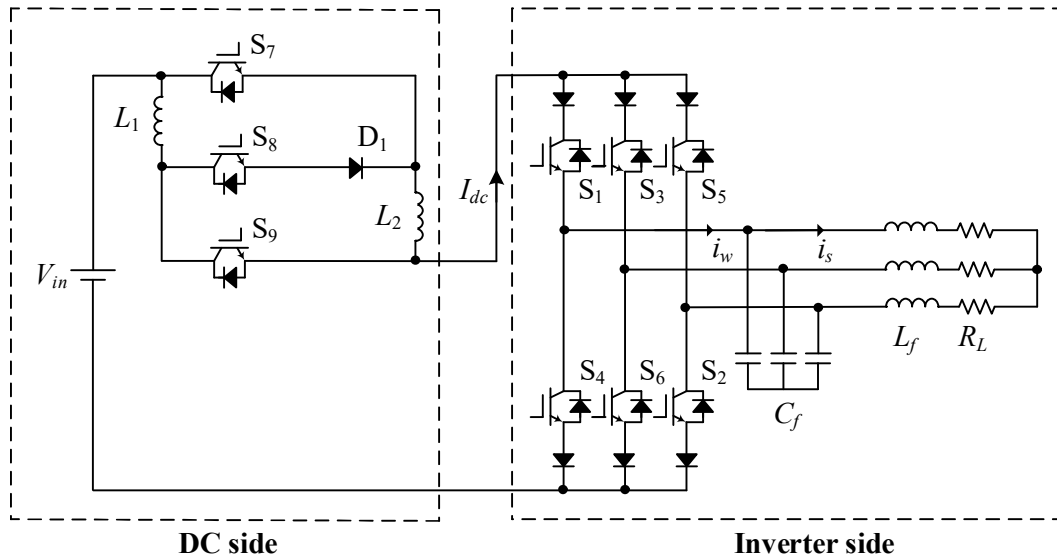 S7
L1
S8
D1
L2
Idc
S9
Vin
S1
S3
S5
iw
is
Lf
RL
S4
S6
S2
Cf
DC side
Inverter side